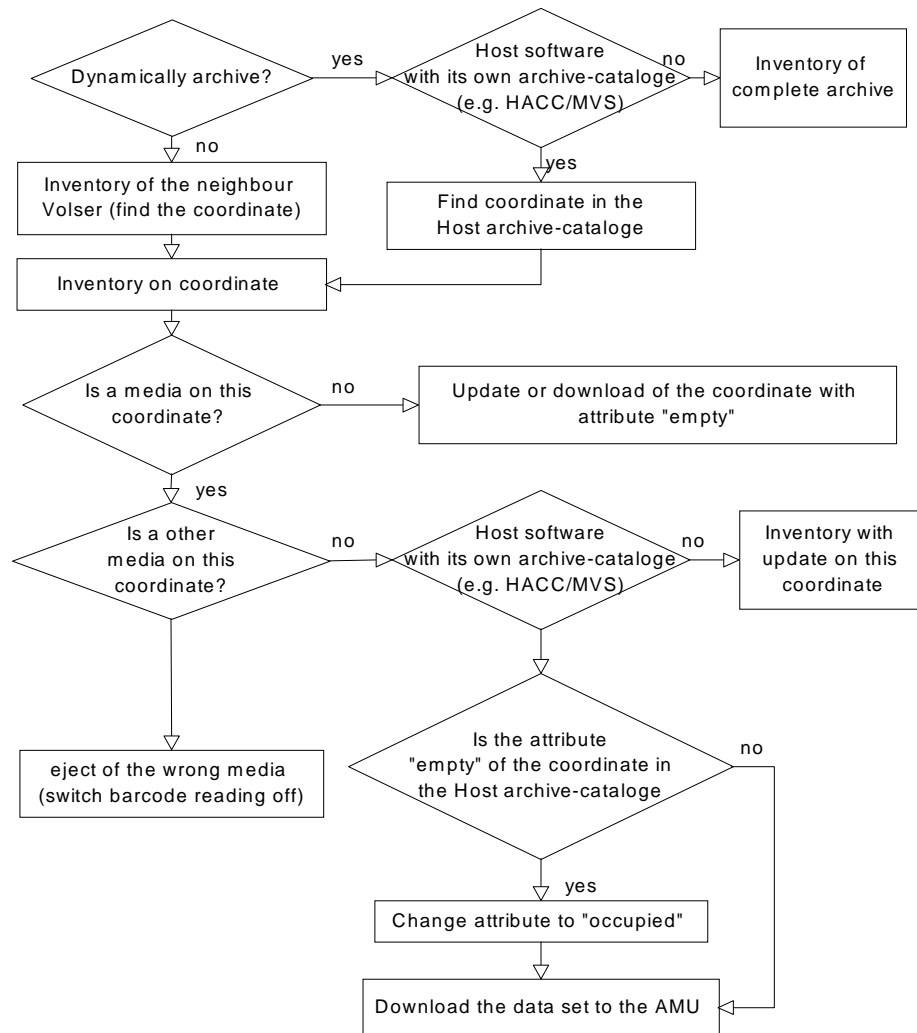 Dynamically archive?
yes
Host software
with its own archive-cataloge
(e.g. HACC/MVS)
no
Inventory of
complete archive
no
yes
Inventory of the neighbour
Volser (find the coordinate)
Find coordinate in the
Host archive-cataloge
Inventory on coordinate
Is a media on this
coordinate?
no
Update or download of the coordinate with
attribute "empty"
yes
Is a other
media on this
coordinate?
no
Host software
with its own archive-cataloge
(e.g. HACC/MVS)
no
Inventory with
update on this
coordinate
eject of the wrong media
(switch barcode reading off)
Is the attribute
"empty" of the coordinate in
the Host archive-cataloge
no
yes
Change attribute to "occupied"
Download the data set to the AMU